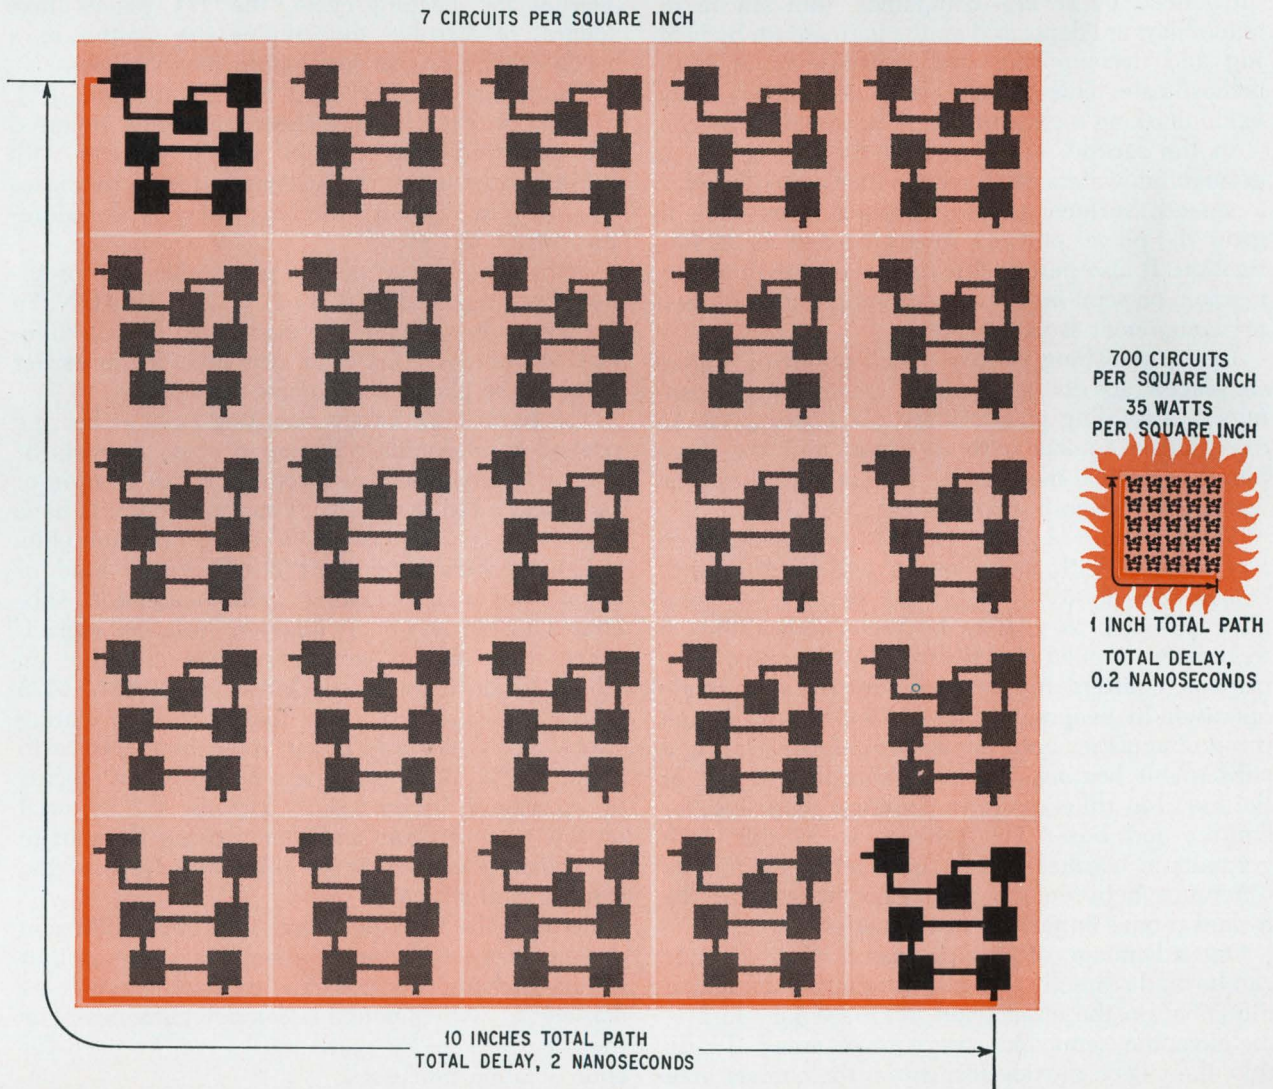 7 CIRCUITS PER SQUARE INCH
700 CIRCUITS
PER SQUARE INCH
35 WATTS
PER SQUARE INCH
1 INCH TOTAL PATH
TOTAL DELAY,
0.2 NANOSECONDS
10 INCHES TOTAL PATH
TOTAL DELAY, 2 NANOSECONDS